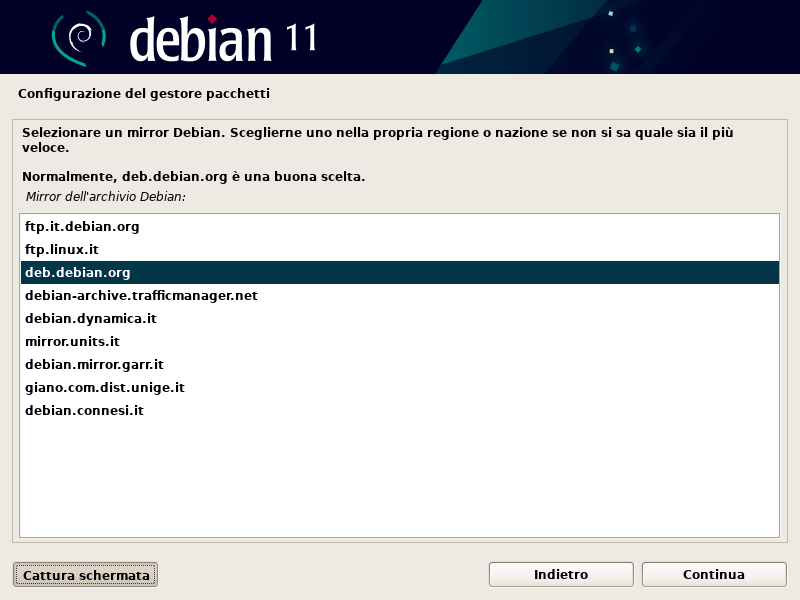 debian 11
Configurazione del gestore pacchetti
Selezionare un mirror Debian. Sceglierne uno nella propria regione o nazione se non si sa quale sia il più
veloce.
Normalmente, deb.debian.org è una buona scelta.
Mirror dell'archivio Debian:
ftp.it.debian.org
ftp.linux.it
deb.debian.org
debian-archive.trafficmanager.net
debian.dynamica.it
mirror.units.it
debian.mirror.garr.it
giano.com.dist.unige.it
debian.connesi.it
Cattura schermata
Indietro
Continua